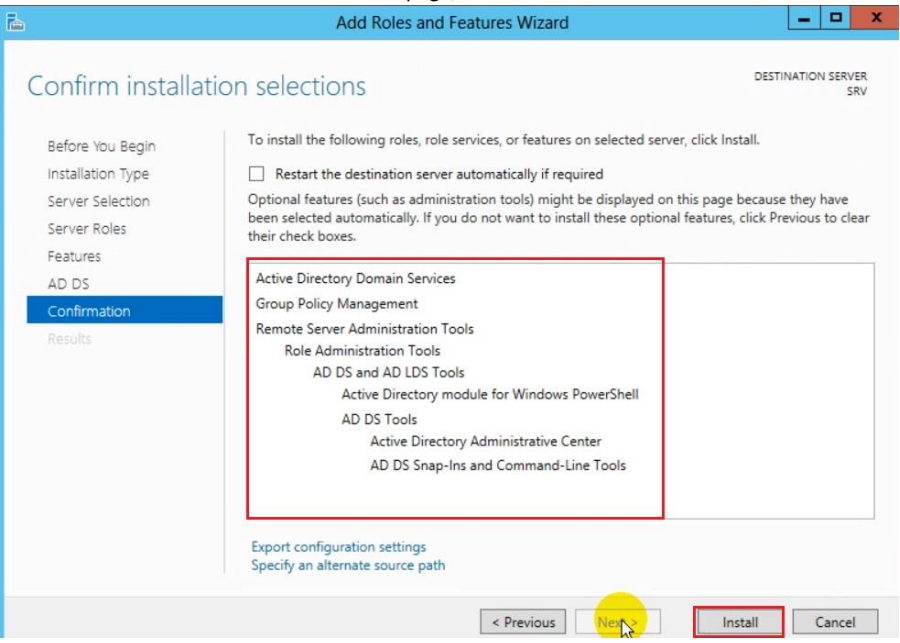 Add Roles and Features Wizard
Confirm installation selections
DESTINATION SERVER
SRV
Before You Begin
Installation Type
Server Selection
Server Roles
Features
AD DS
Confirmation
Results
To install the following roles, role services, or features on selected server, click Install.
Restart the destination server automatically if required
Optional features (such as administration tools) might be displayed on this page because they have
been selected automatically. If you do not want to install these optional features, click Previous to clear
their check boxes.
Active Directory Domain Services
Group Policy Management
Remote Server Administration Tools
Role Administration Tools
AD DS and AD LDS Tools
Active Directory module for Windows PowerShell
AD DS Tools
Active Directory Administrative Center
AD DS Snap-Ins and Command-Line Tools
Export configuration settings
Specify an alternate source path
< Previous
Next >
Install
Cancel